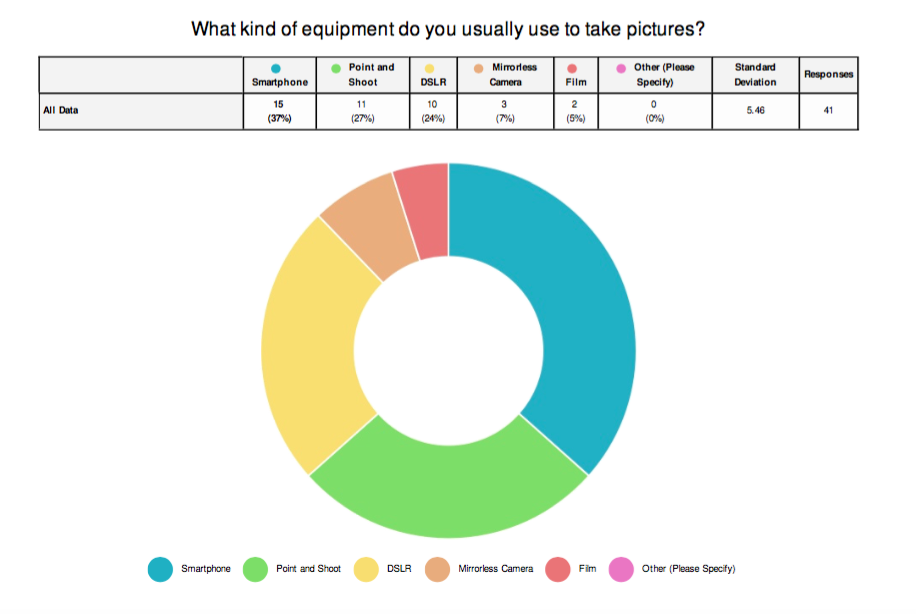 What kind of equipment do you usually use to take pictures?
Smartphone
Point and Shoot
DSLR
Mirrorless Camera
Film
Other (Please Specify)
Standard Deviation
Responses
All Data
15 (37%)
11 (27%)
10 (24%)
3 (7%)
2 (5%)
0 (0%)
5.46
41
Smartphone Point and Shoot DSLR Mirrorless Camera Film Other (Please Specify)